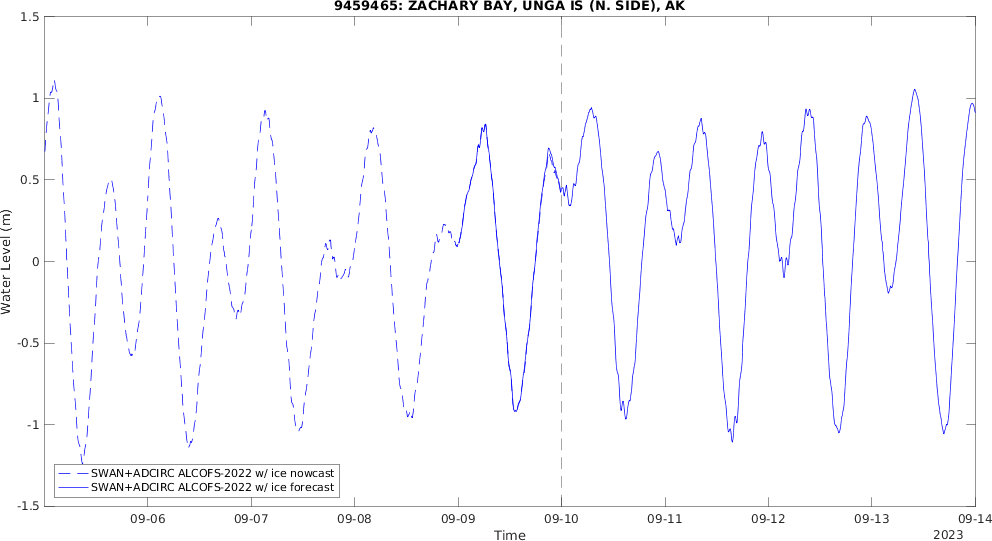 9459465: ZACHARY BAY, UNGA IS (N. SIDE), AK
1.5
1
0.5
0
-0.5
-1
-1.5
Water Level (m)
SWAN+ADCIRC ALCOFS-2022 w/ ice nowcast
SWAN+ADCIRC ALCOFS-2022 w/ ice forecast
09-06 09-07 09-08 09-09 09-10 09-11 09-12 09-13 09-14
Time
2023